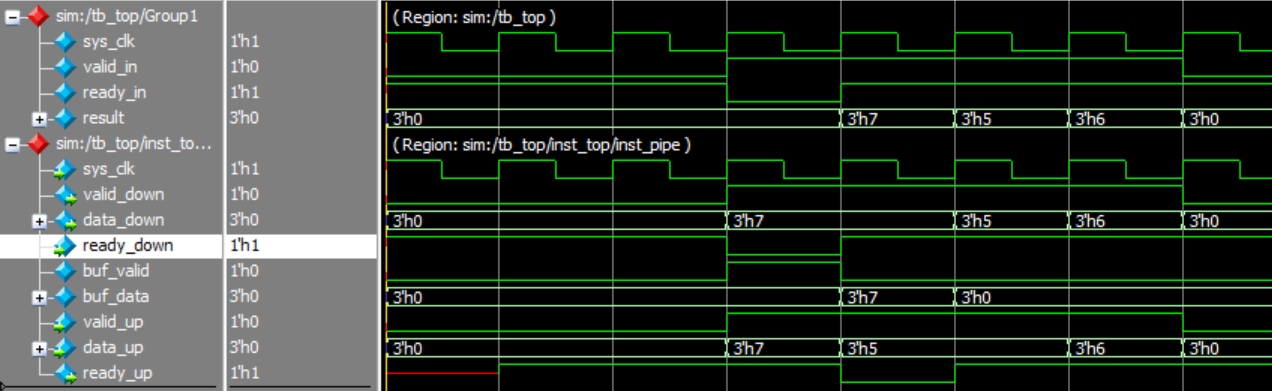 sim:/tb_top/Group1 (Region: sim:/tb_top )
sys_clk 1'h1
valid_in 1'h0
ready_in 1'h1
result 3'h0 3'h0 3'h7 3'h5 3'h6 3'h0
sim:/tb_top/inst_to... (Region: sim:/tb_top/inst_top/inst_pipe )
sys_clk 1'h1
valid_down 1'h0
data_down 3'h0 3'h0 3'h7 3'h5 3'h6 3'h0
ready_down 1'h1
buf_valid 1'h0
buf_data 3'h0 3'h0 3'h7 3'h0
valid_up 1'h0
data_up 3'h0 3'h0 3'h7 3'h5 3'h6 3'h0
ready_up 1'h1